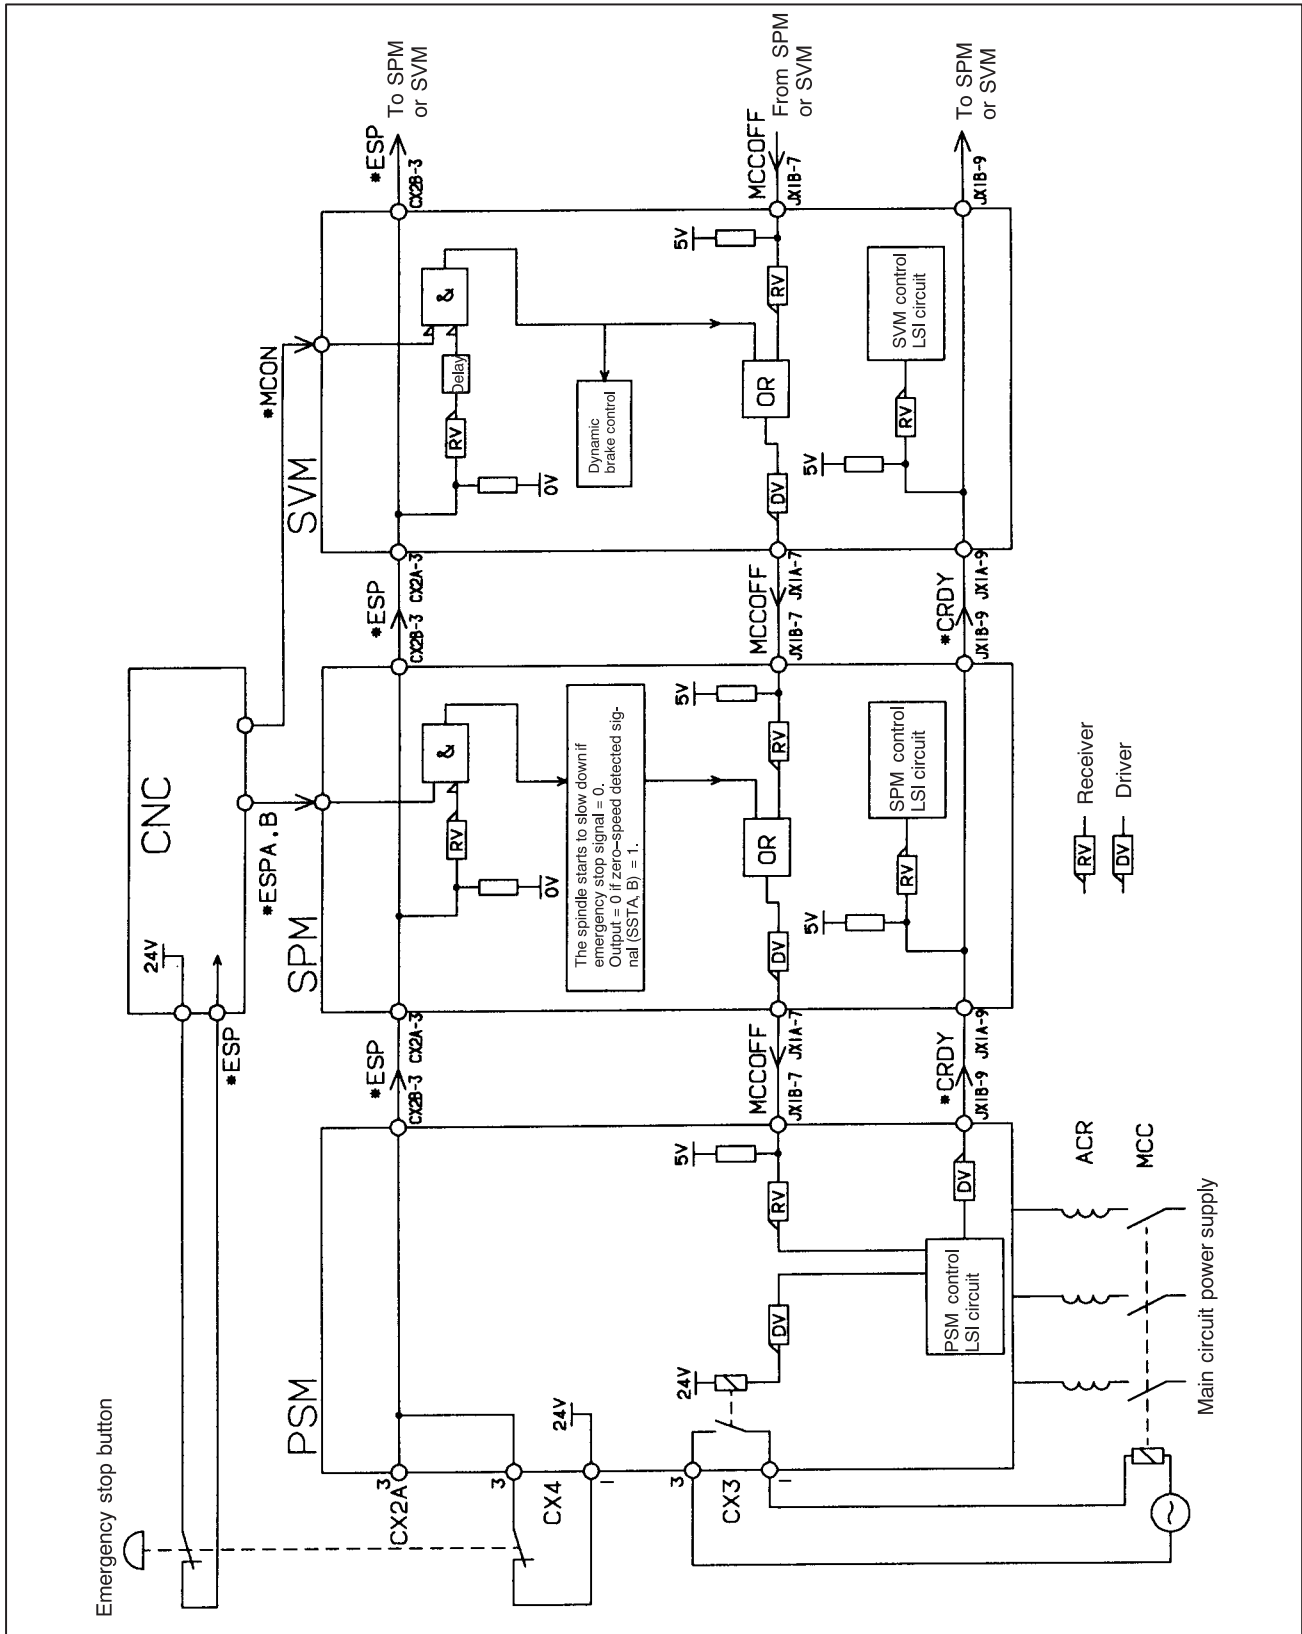 Emergency stop button
CNC
24V
*ESP
*ESPA.B
*MCON
PSM
SPM
SVM
CX2A
3
3
CX4
1
24V
*ESP
CX2B-3
CX2A-3
*ESP
CX2B-3
CX2A-3
*ESP
CX2B-3
To SPM
or SVM
&
RV
0V
The spindle starts to slow down if
emergency stop signal = 0.
Output = 0 if zero–speed detected sig-
nal (SSTA, B) = 1.
&
Delay
RV
0V
Dynamic
brake control
3
CX3
1
24V
DV
5V
RV
MCCOFF
JX1B-7
JX1A-7
DV
OR
RV
5V
MCCOFF
JX1B-7
JX1A-7
DV
OR
RV
5V
MCCOFF
JX1B-7
From SPM
or SVM
PSM control
LSI circuit
DV
*CRDY
JX1B-9
JX1A-9
5V
RV
SPM control
LSI circuit
*CRDY
JX1B-9
JX1A-9
5V
RV
SVM control
LSI circuit
JX1B-9
To SPM
or SVM
ACR
MCC
Main circuit power supply
~
RV
Receiver
DV
Driver